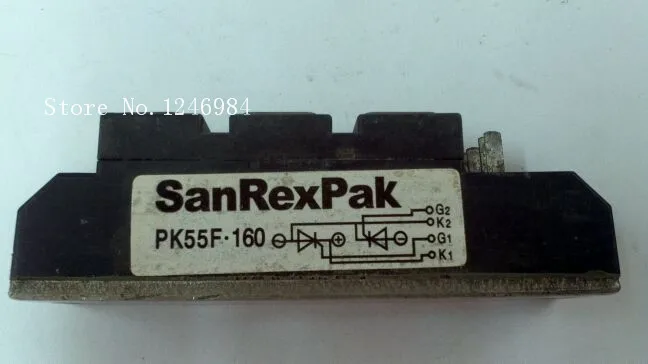 Store No. 1246984
SanRexPak
PK55F·160
G2
K2
G1
K1